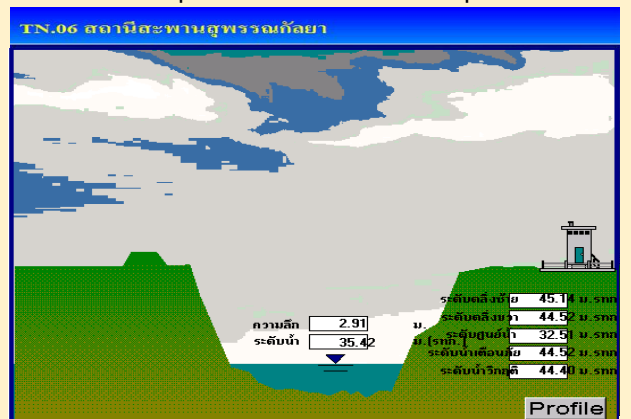 TN.06 สถานีสะพานสุพรรณกัลยา
ระดับตลิ่งซ้าย 45.14 ม.รทก
ระดับตลิ่งขวา 44.52 ม.รทก
ความลึก 2.91 ม.
ระดับศูนย์น้ำ 32.51 ม.รทก
ระดับน้ำ 35.42 ม.(รทก.)
ระดับน้ำเตือนภัย 44.52 ม.รทก
ระดับน้ำวิกฤติ 44.40 ม.รทก
Profile